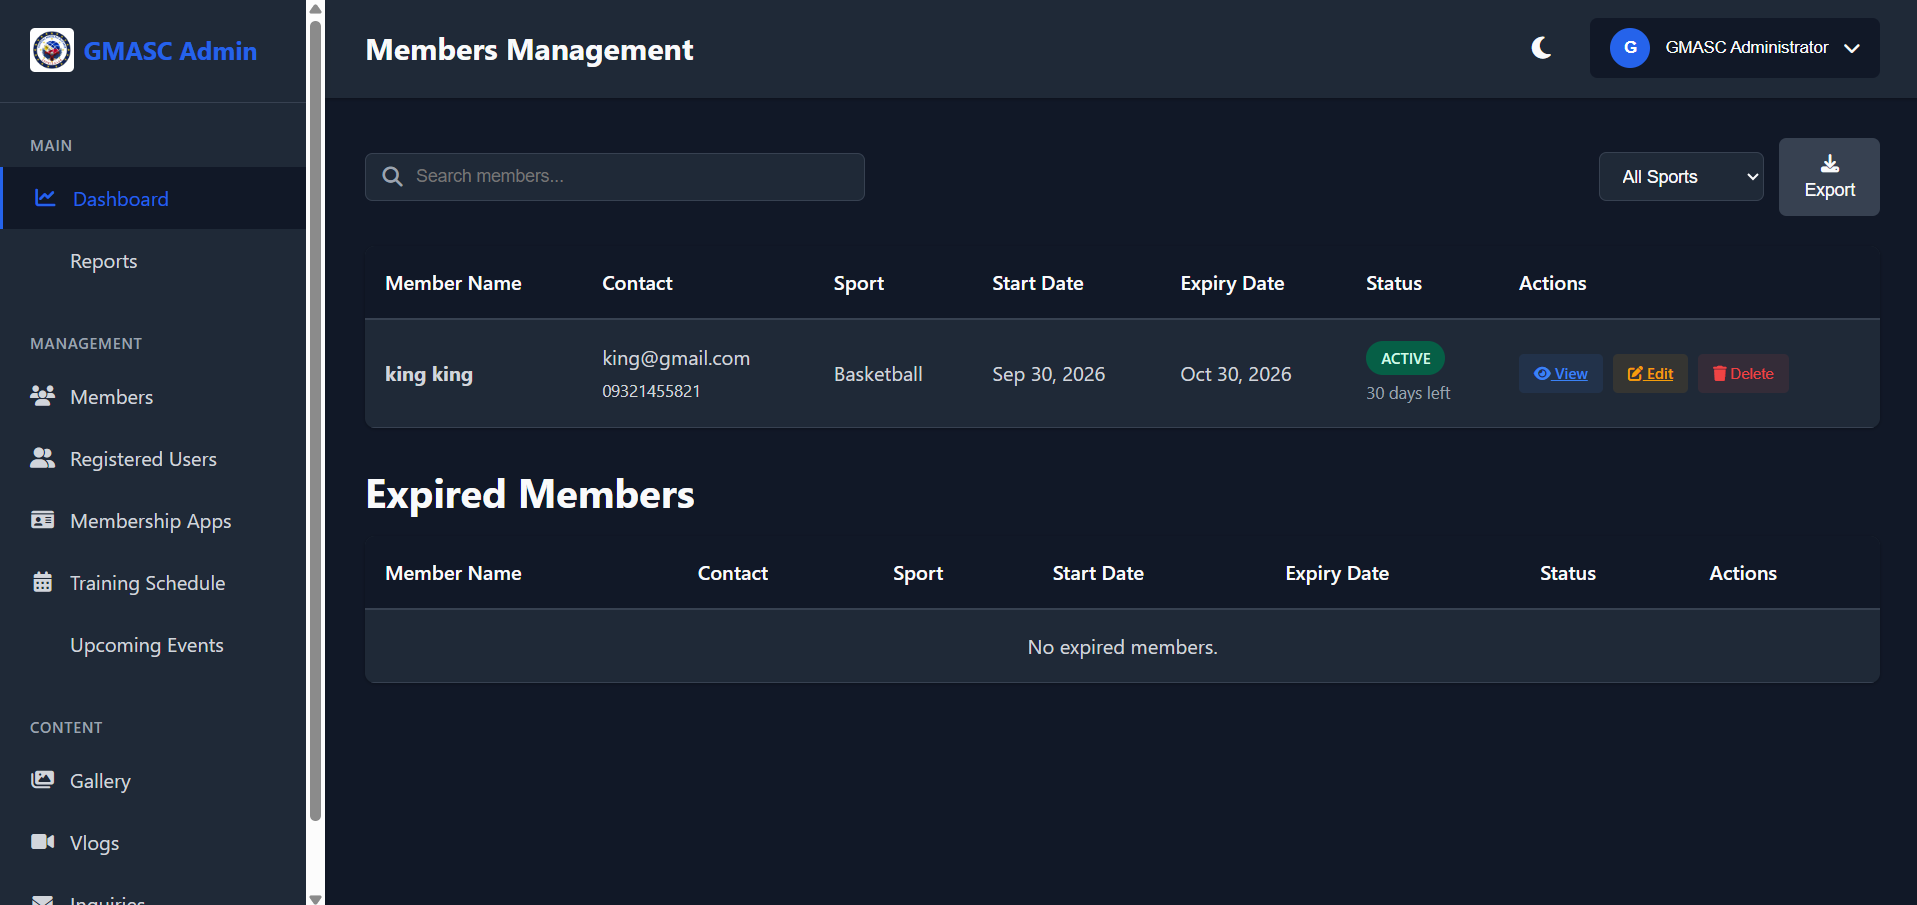 GMASC Admin
MAIN
Dashboard
Reports
MANAGEMENT
Members
Registered Users
Membership Apps
Training Schedule
Upcoming Events
CONTENT
Gallery
Vlogs
Inquiries
Members Management
G GMASC Administrator
Search members...
All Sports
Export
Member Name Contact Sport Start Date Expiry Date Status Actions
king king king@gmail.com Basketball Sep 30, 2026 Oct 30, 2026 ACTIVE View Edit Delete
09321455821 30 days left
Expired Members
Member Name Contact Sport Start Date Expiry Date Status Actions
No expired members.